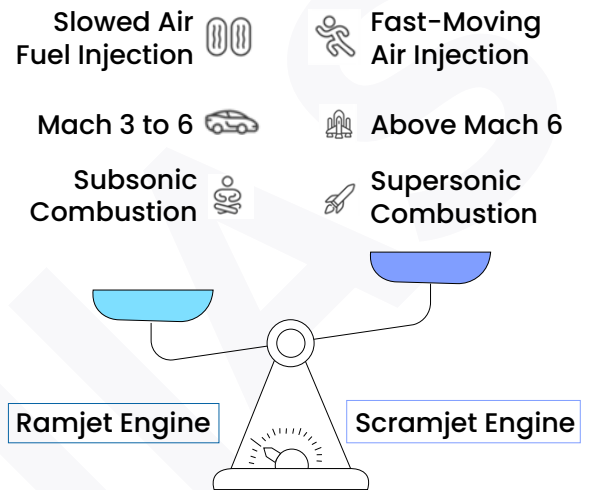 Slowed Air
Fuel Injection
Fast-Moving
Air Injection
Mach 3 to 6
Above Mach 6
Subsonic
Combustion
Supersonic
Combustion
Ramjet Engine
Scramjet Engine